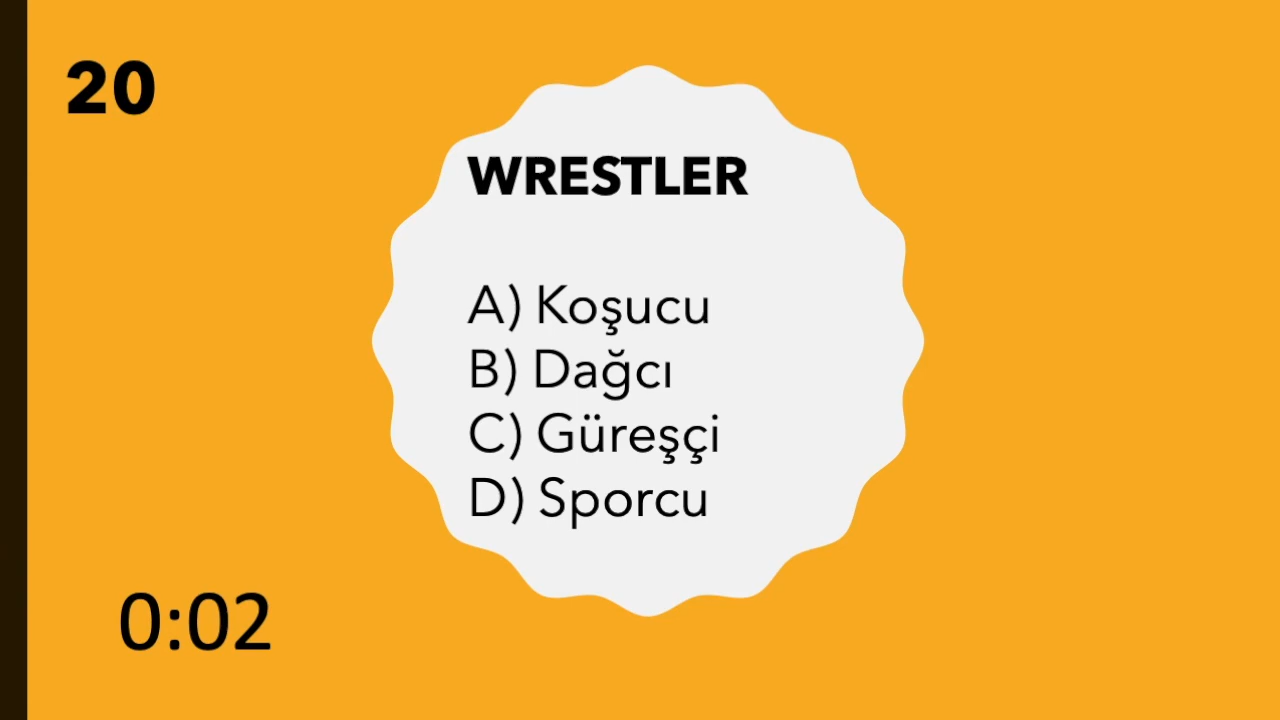 20
WRESTLER
A) Koşucu
B) Dağcı
C) Güreşçi
D) Sporcu
0:02